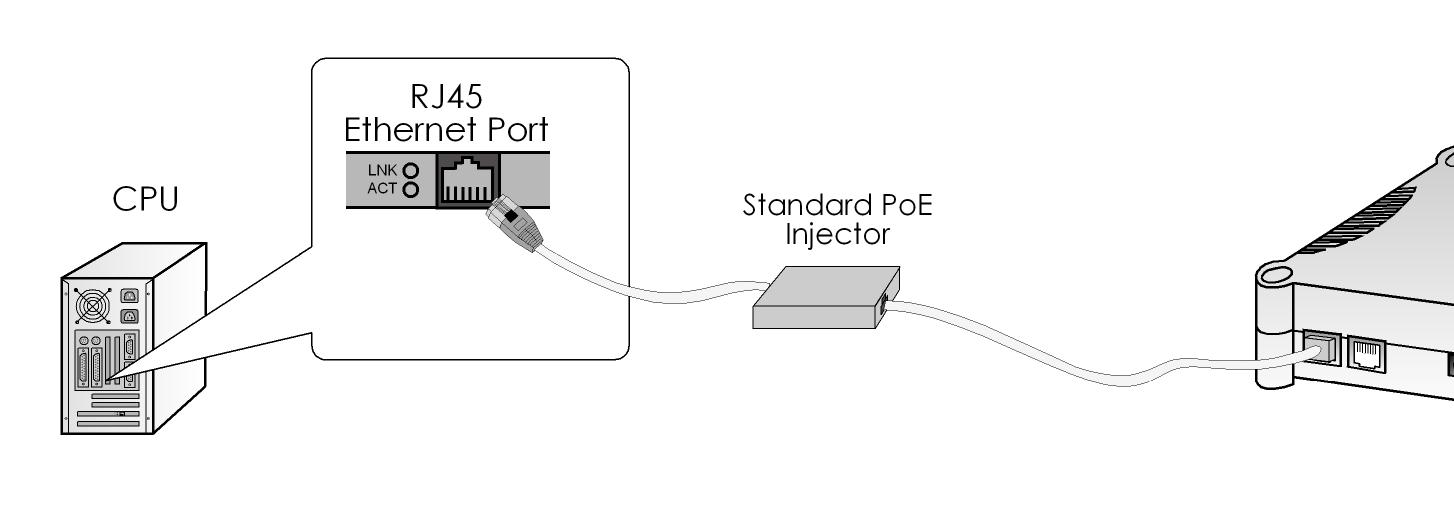 RJ45
Ethernet Port
LNK
ACT
CPU
Standard PoE
Injector